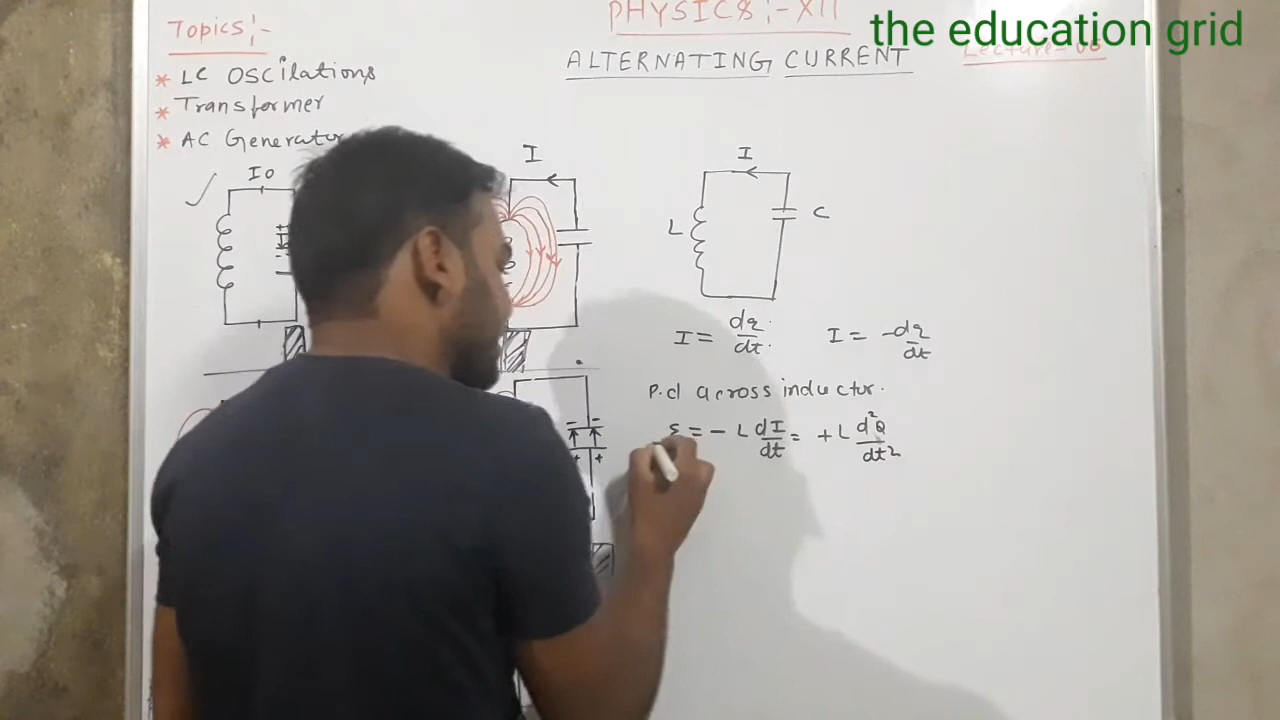 the education grid
PHYSICS :- XII
Topics :-
ALTERNATING CURRENT
* LC OSCilations
* Transformer
* AC Generator
I0
I
I
L
C
I = dq/dt
I = -dq/dt
P.d across inductor.
ε = - L dI/dt = + L d²Q/dt²